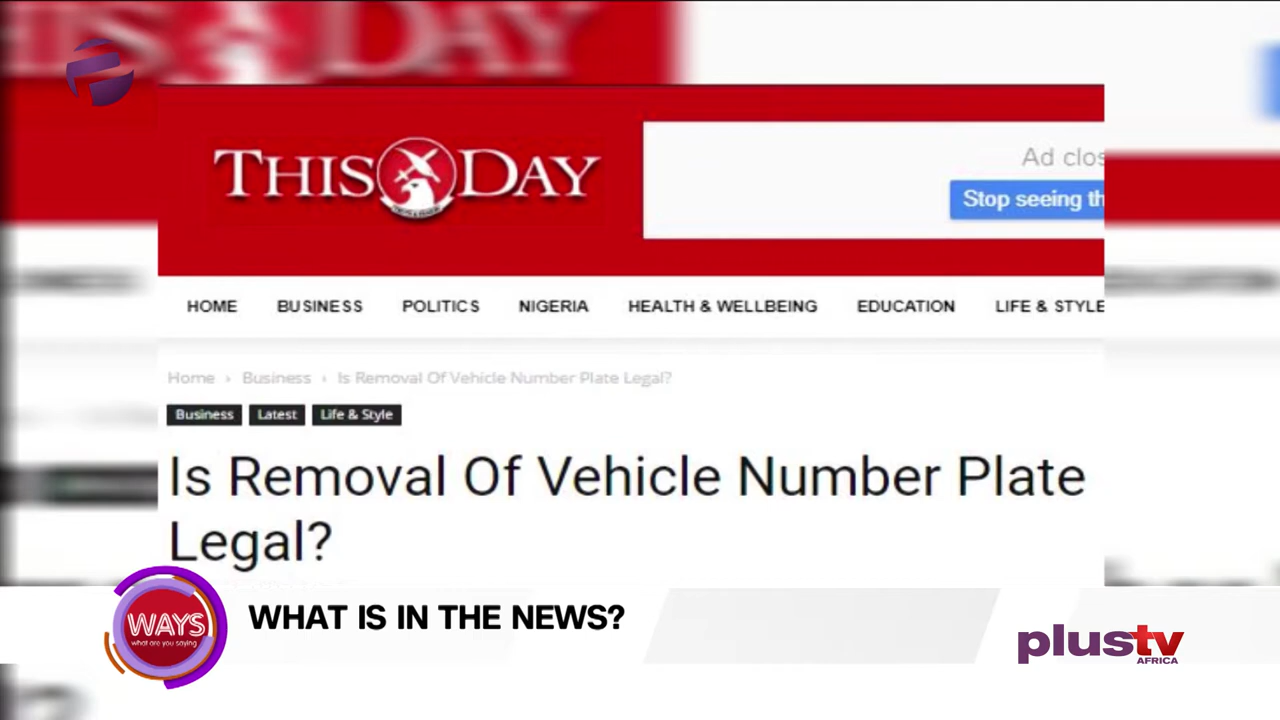 THISDAY
Ad clos
Stop seeing th
HOME BUSINESS POLITICS NIGERIA HEALTH & WELLBEING EDUCATION LIFE & STYLE
Home › Business › Is Removal Of Vehicle Number Plate Legal?
Business Latest Life & Style
Is Removal Of Vehicle Number Plate
Legal?
WHAT IS IN THE NEWS?
WAYS
what are you saying
plustv
AFRICA